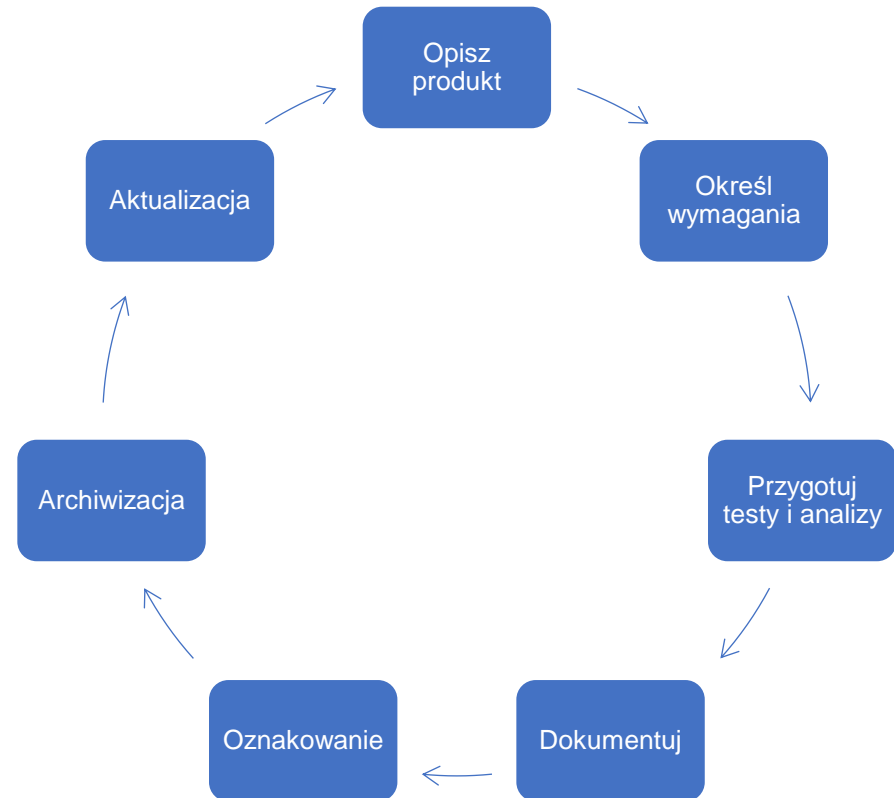 Opisz
produkt
Określ
wymagania
Przygotuj
testy i analizy
Dokumentuj
Oznakowanie
Archiwizacja
Aktualizacja